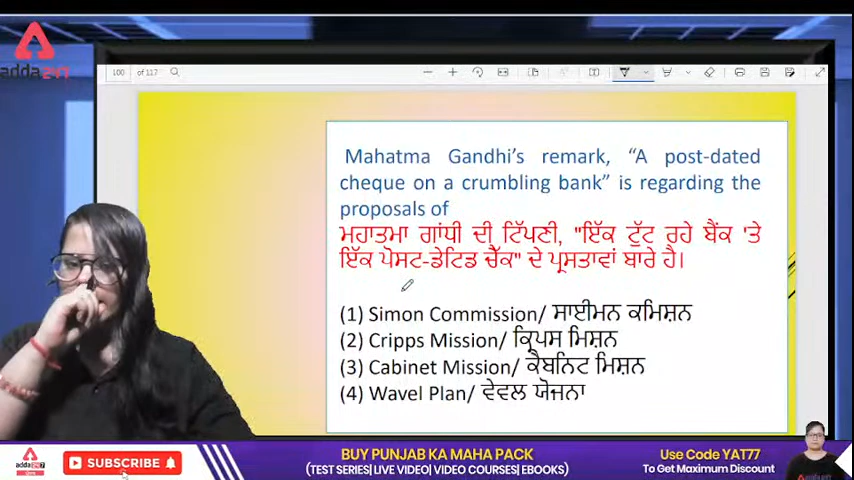 adda247
100 of 117
Mahatma Gandhi's remark, "A post-dated
cheque on a crumbling bank" is regarding the
proposals of
ਮਹਾਤਮਾ ਗਾਂਧੀ ਦੀ ਟਿੱਪਣੀ, "ਇੱਕ ਟੁੱਟ ਰਹੇ ਬੈਂਕ 'ਤੇ
ਇੱਕ ਪੋਸਟ-ਡੇਟਿਡ ਚੈੱਕ" ਦੇ ਪ੍ਰਸਤਾਵਾਂ ਬਾਰੇ ਹੈ।
(1) Simon Commission/ ਸਾਈਮਨ ਕਮਿਸ਼ਨ
(2) Cripps Mission/ ਕ੍ਰਿਪਸ ਮਿਸ਼ਨ
(3) Cabinet Mission/ ਕੈਬਨਿਟ ਮਿਸ਼ਨ
(4) Wavel Plan/ ਵੇਵਲ ਯੋਜਨਾ
adda247
SUBSCRIBE
BUY PUNJAB KA MAHA PACK
(TEST SERIES| LIVE VIDEO| VIDEO COURSES| EBOOKS)
Use Code YAT77
To Get Maximum Discount